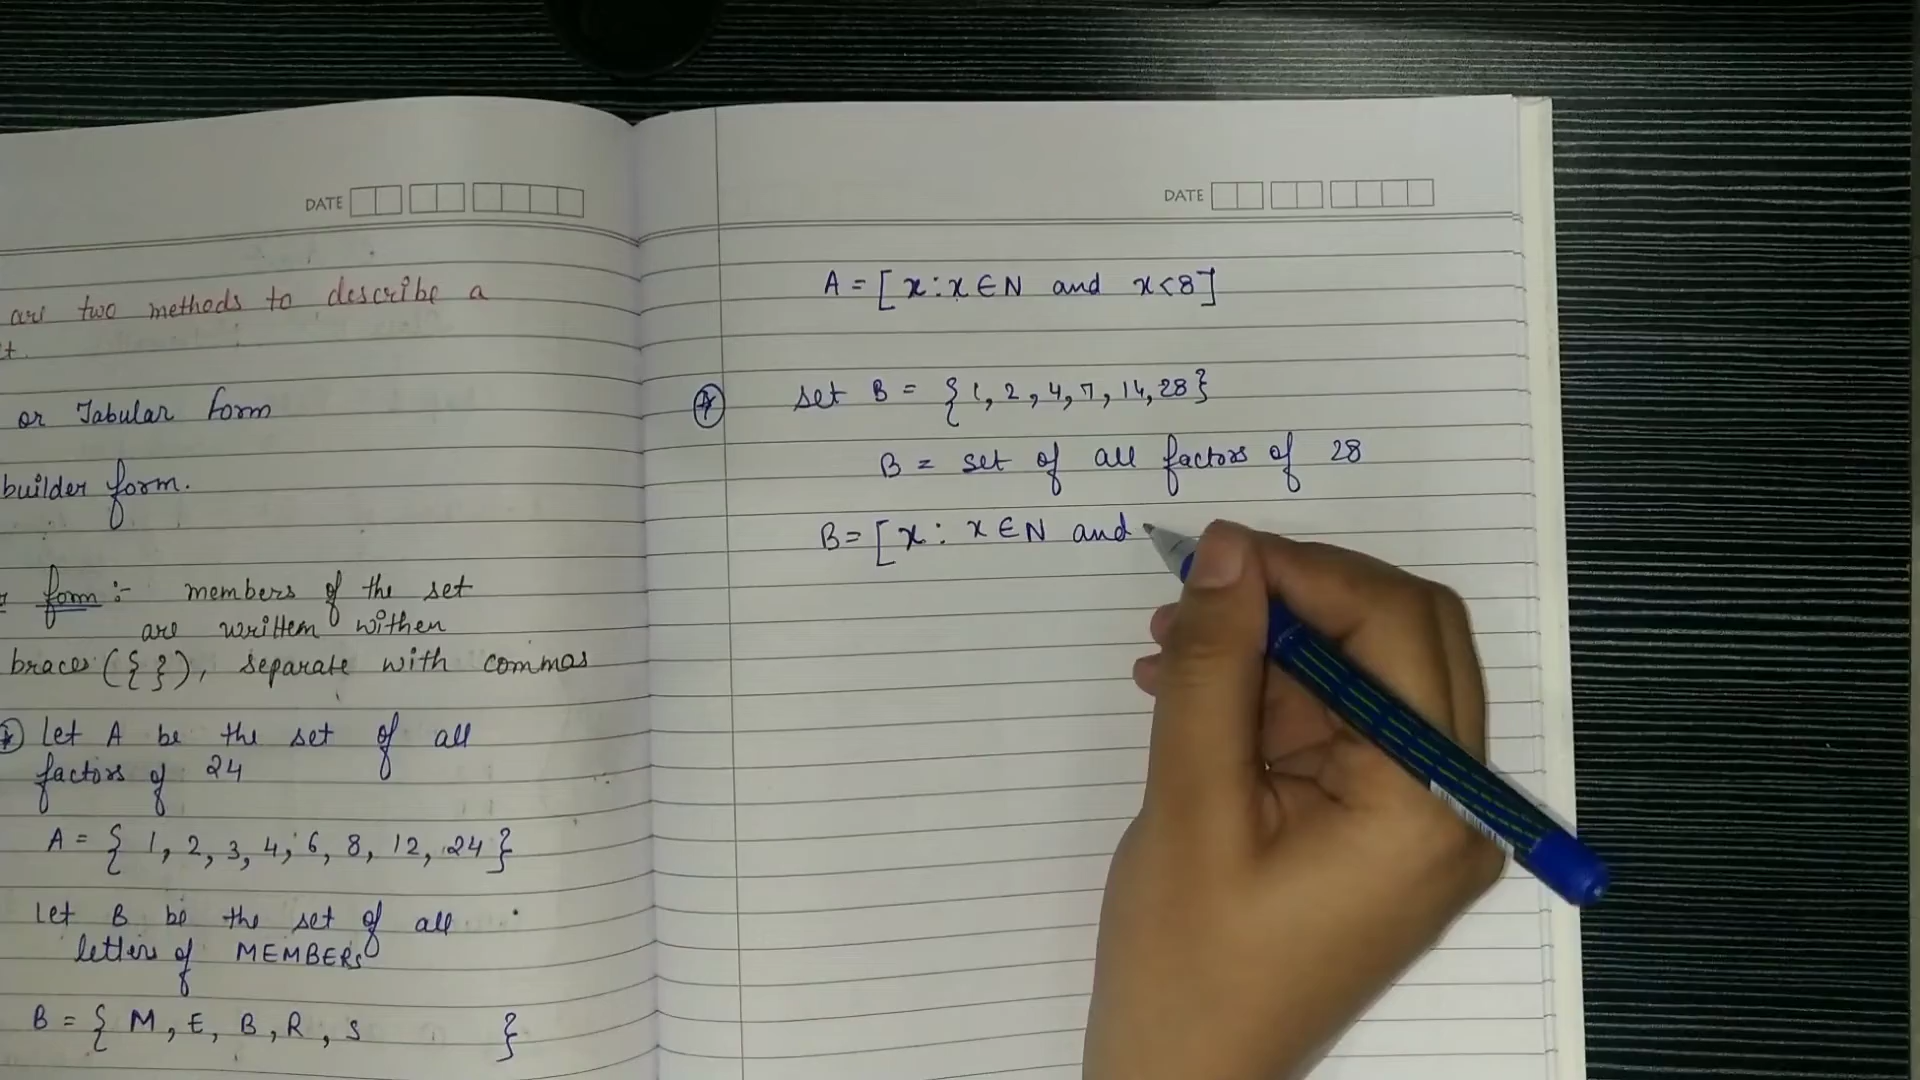 DATE
are two methods to describe a
t.
or Tabular form
builder form.
form :- members of the set
are written withen
braces ({ }), separate with commas
Let A be the set of all
factors of 24
A = { 1, 2, 3, 4, 6, 8, 12, 24 }
Let B be the set of all
letters of MEMBERS
B = { M, E, B, R, S }
DATE
A = [ x : x ∈ N and x < 8 ]
set B = { 1, 2, 4, 7, 14, 28 }
B = set of all factors of 28
B = [ x : x ∈ N and